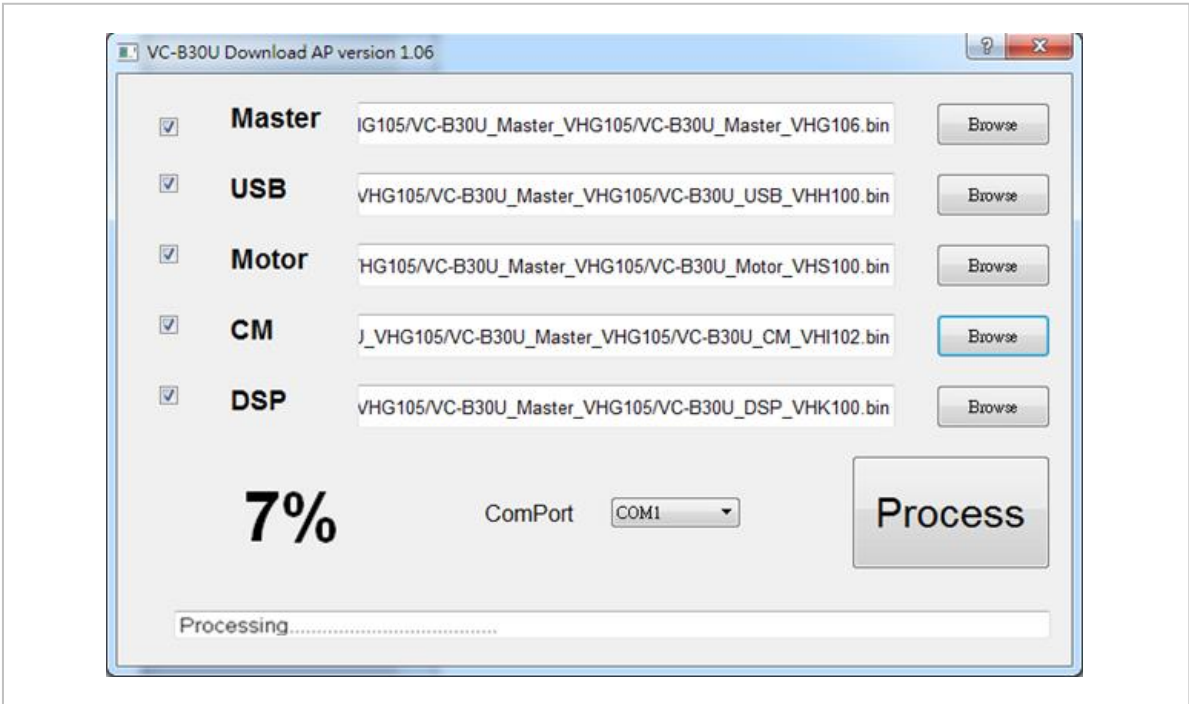 VC-B30U Download AP version 1.06
Master IG105/VC-B30U_Master_VHG105/VC-B30U_Master_VHG106.bin Browse
USB VHG105/VC-B30U_Master_VHG105/VC-B30U_USB_VHH100.bin Browse
Motor HG105/VC-B30U_Master_VHG105/VC-B30U_Motor_VHS100.bin Browse
CM J_VHG105/VC-B30U_Master_VHG105/VC-B30U_CM_VHI102.bin Browse
DSP VHG105/VC-B30U_Master_VHG105/VC-B30U_DSP_VHK100.bin Browse
7% ComPort COM1 Process
Processing.......................................